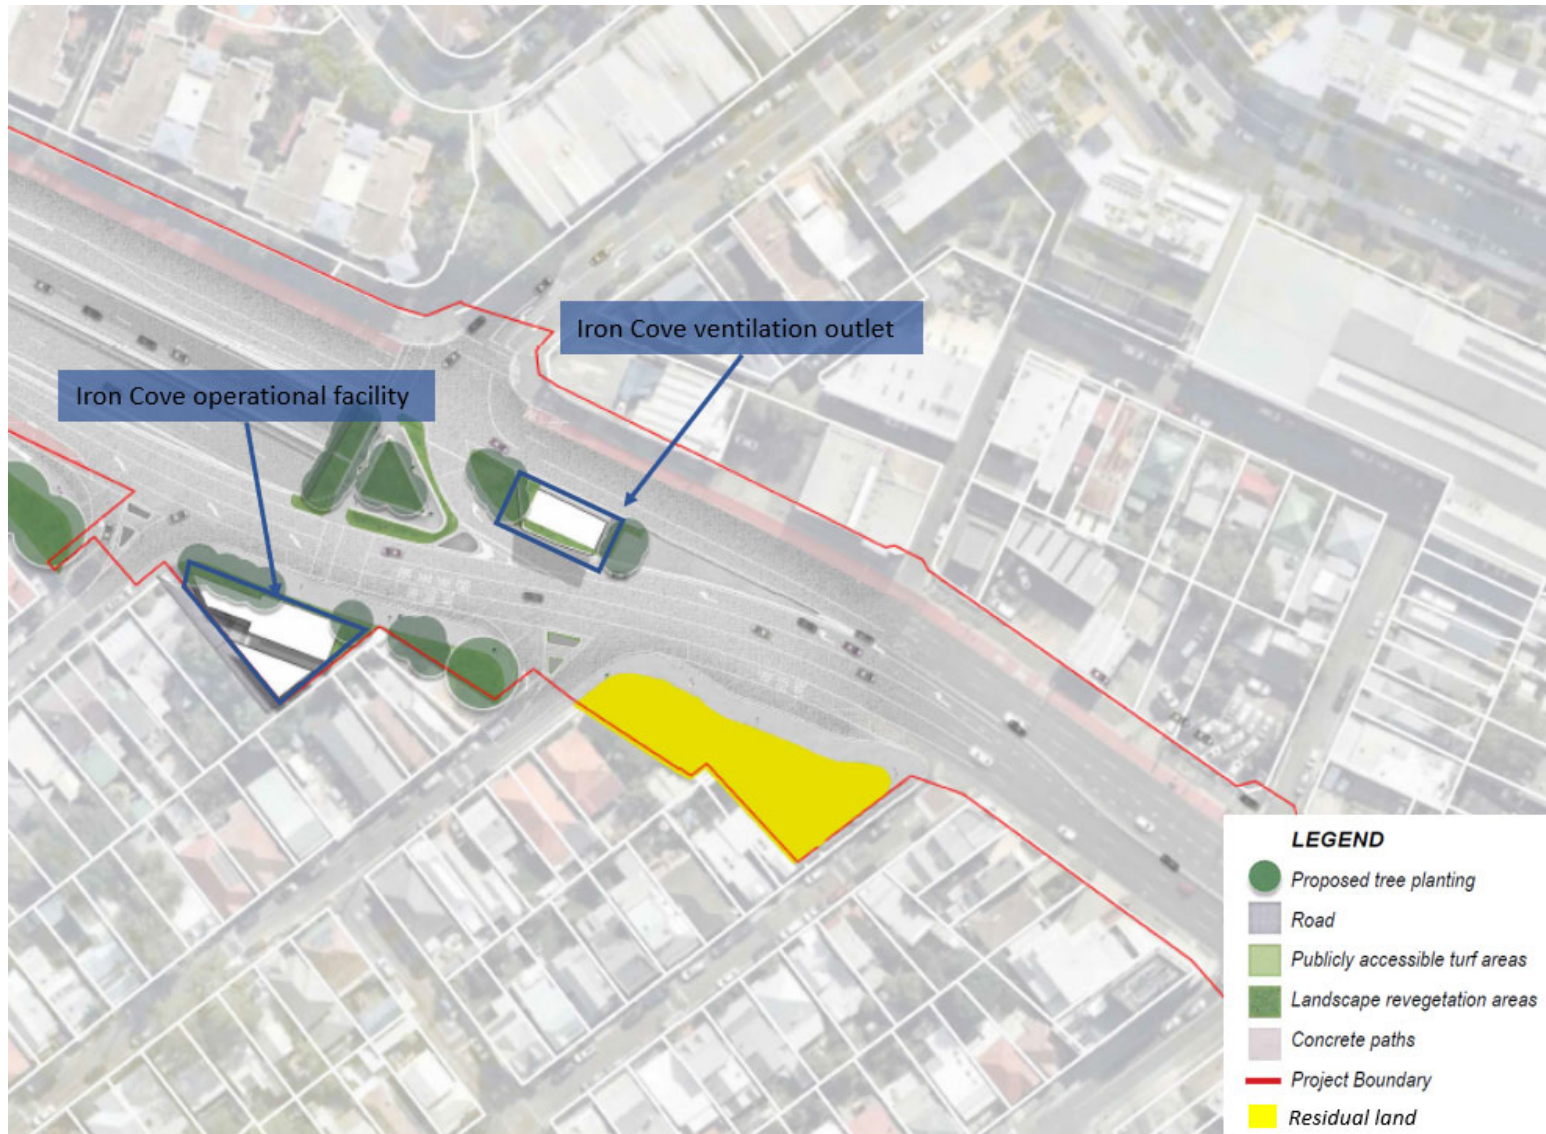 Iron Cove ventilation outlet
Iron Cove operational facility
LEGEND
Proposed tree planting
Road
Publicly accessible turf areas
Landscape revegetation areas
Concrete paths
Project Boundary
Residual land